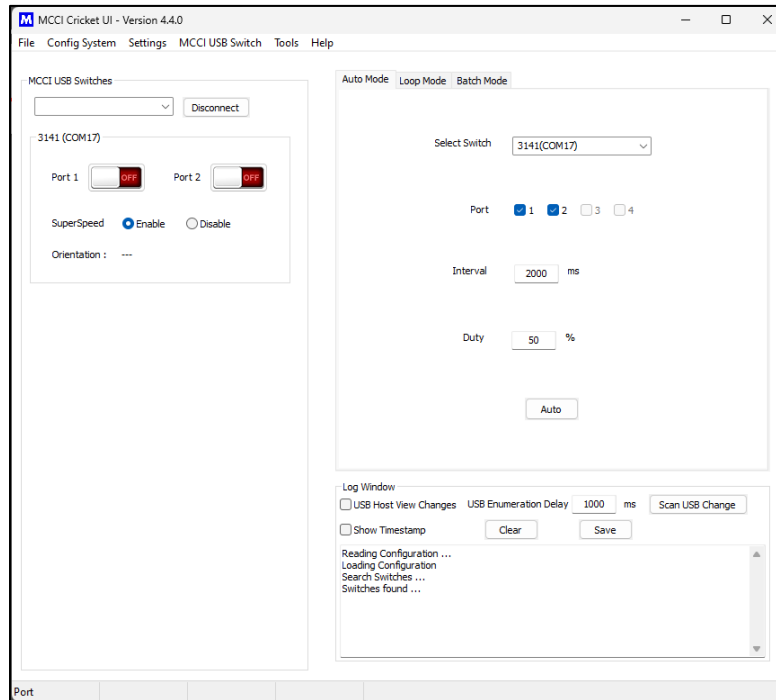 M MCCI Cricket UI - Version 4.4.0
File Config System Settings MCCI USB Switch Tools Help
MCCI USB Switches
Disconnect
3141 (COM17)
Port 1 OFF Port 2 OFF
SuperSpeed Enable Disable
Orientation : ---
Auto Mode Loop Mode Batch Mode
Select Switch 3141(COM17)
Port 1 2 3 4
Interval 2000 ms
Duty 50 %
Auto
Log Window
USB Host View Changes USB Enumeration Delay 1000 ms Scan USB Change
Show Timestamp Clear Save
Reading Configuration ...
Loading Configuration
Search Switches ...
Switches found ...
Port